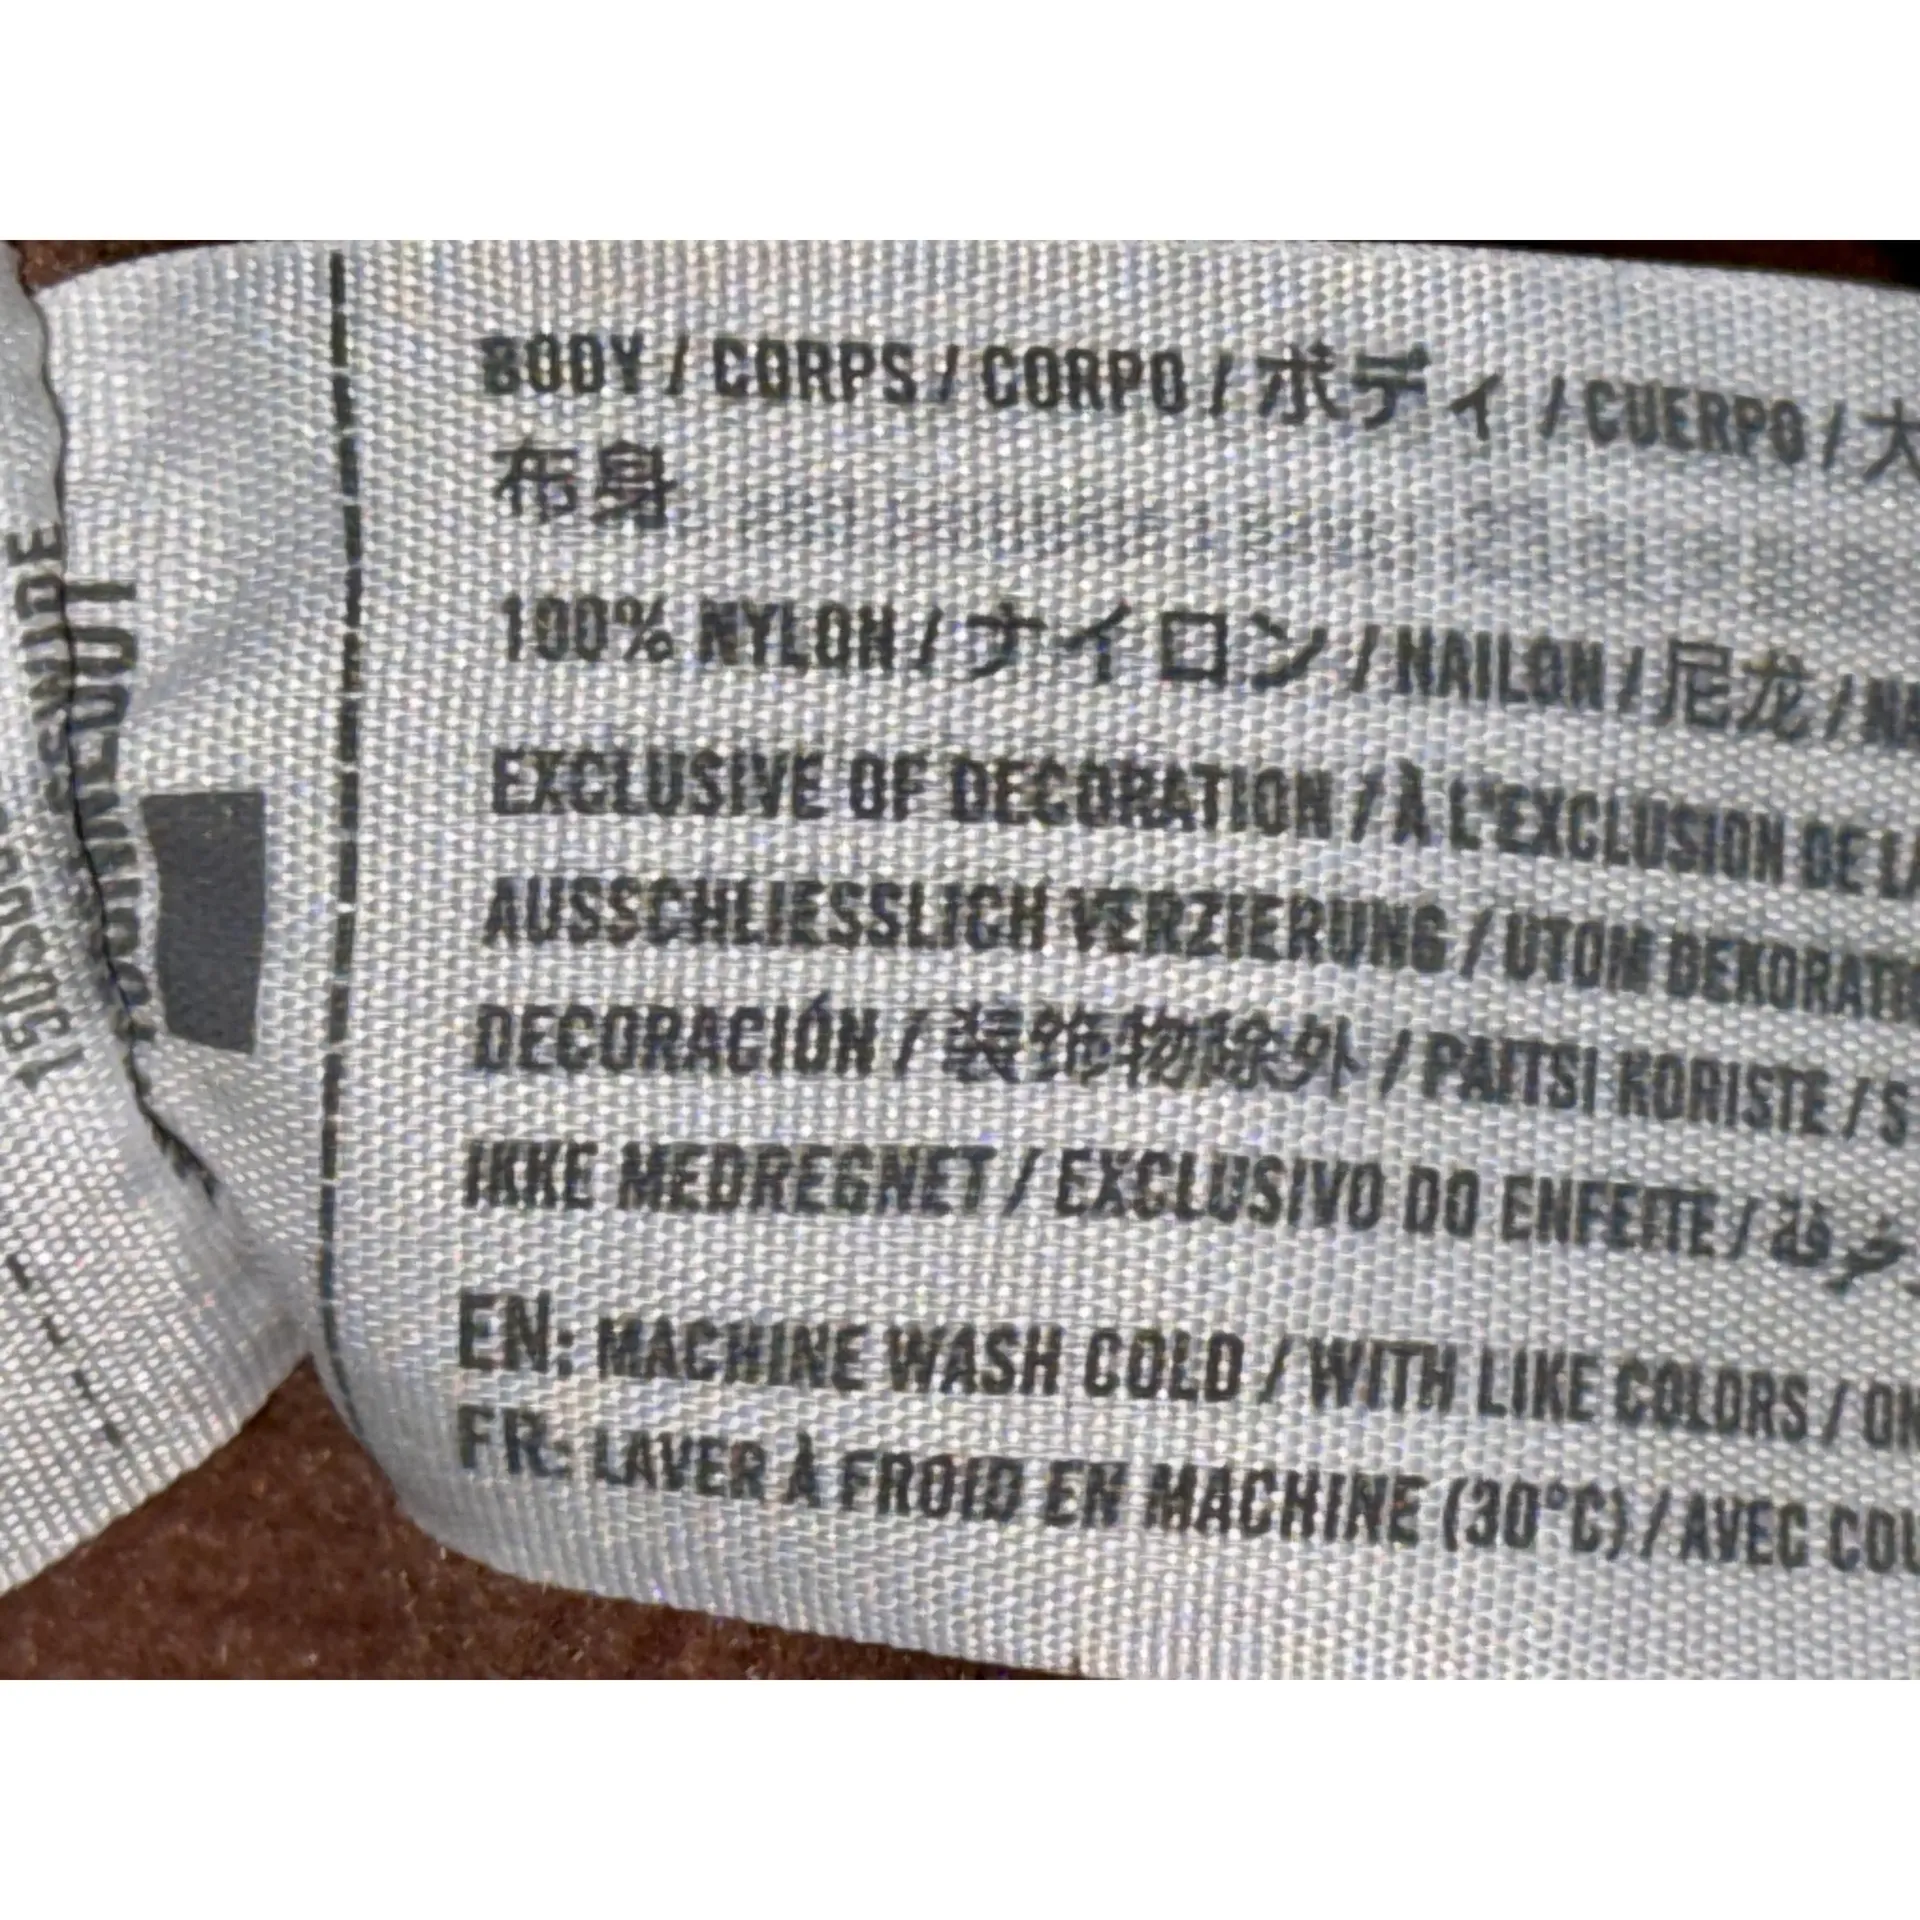 BODY / CORPS / CORPO / ボディ / CUERPO / 大
布身
100% NYLON / ナイロン / NAILON / 尼龙 /
EXCLUSIVE OF DECORATION / À L'EXCLUSION DE
AUSSCHLIESSLICH VERZIERUNG / UTOM
DECORACIÓN / 装饰物除外 / PAITSI KORISTE /
IKKE MEDREGNET / EXCLUSIVO DO ENFEITE /
EN: MACHINE WASH COLD / WITH LIKE COLORS /
FR: LAVER À FROID EN MACHINE (30°C) / AVEC